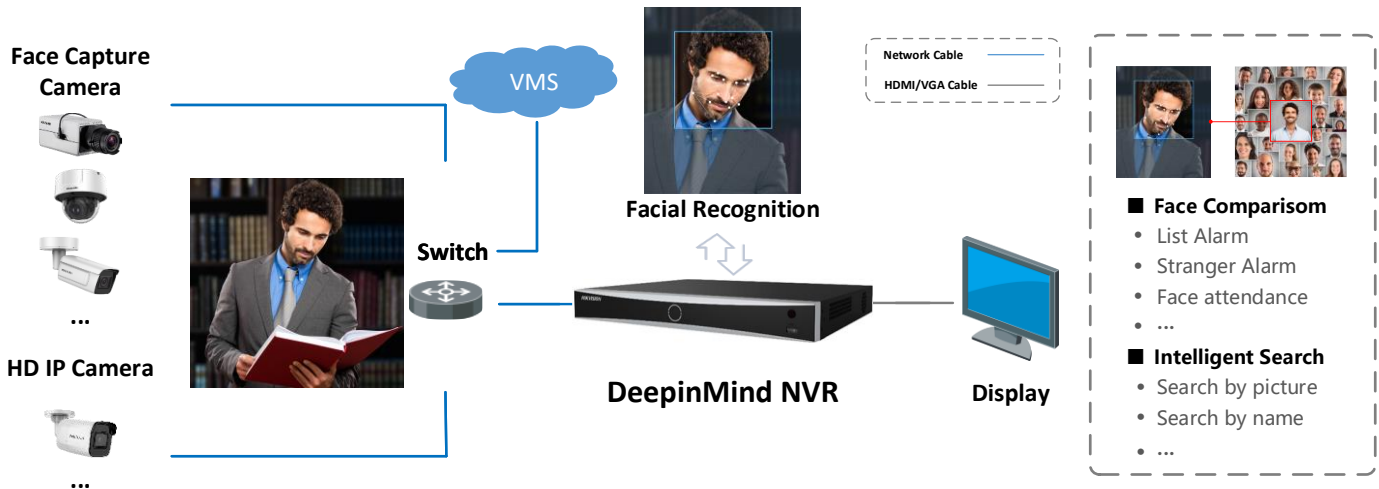 Face Capture
Camera
...
HD IP Camera
...
VMS
Switch
Facial Recognition
HIKVISION
DeepinMind NVR
Display
Network Cable
HDMI/VGA Cable
■ Face Comparisom
• List Alarm
• Stranger Alarm
• Face attendance
• ...
■ Intelligent Search
• Search by picture
• Search by name
• ...